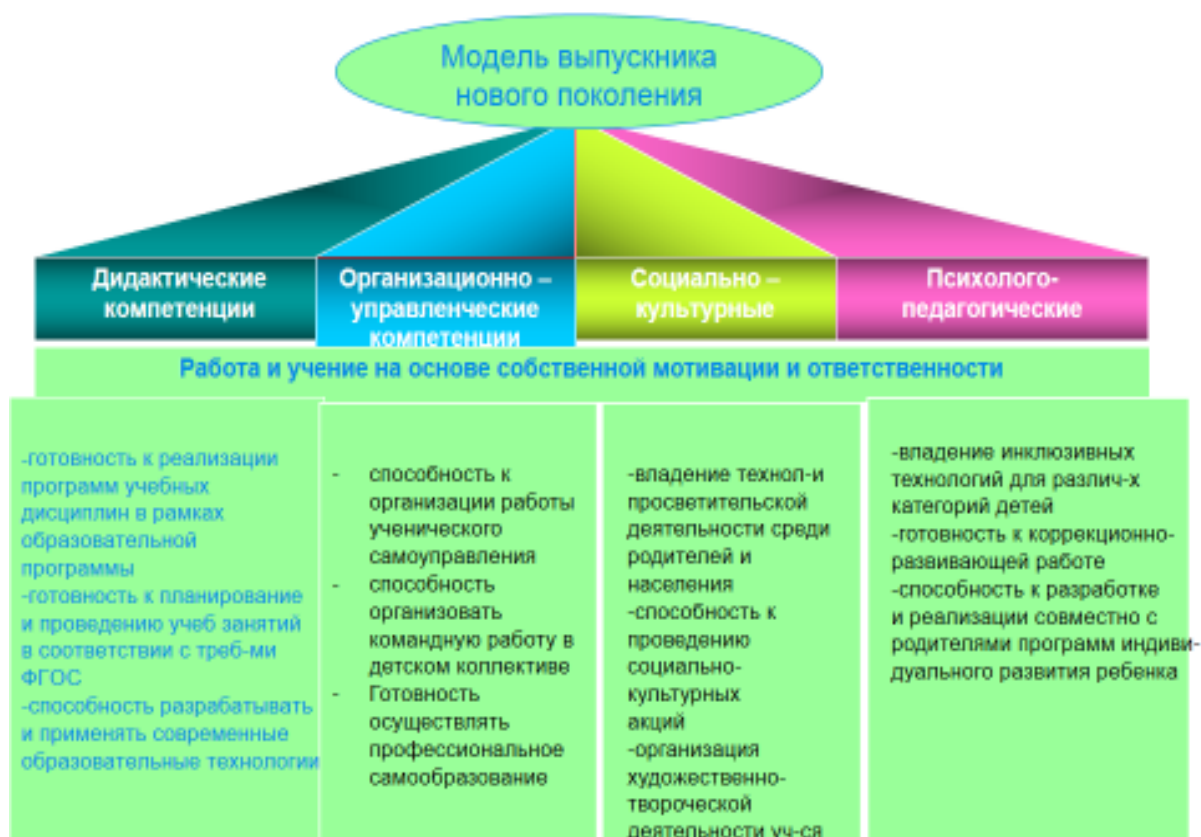 Модель выпускника
нового поколения
Дидактические
компетенции
Организационно –
управленческие
компетенции
Социально –
культурные
Психолого-
педагогические
Работа и учение на основе собственной мотивации и ответственности
-готовность к реализации
программ учебных
дисциплин в рамках
образовательной
программы
-готовность к планирование
и проведению учеб занятий
в соответствии с треб-ми
ФГОС
-способность разрабатывать
и применять современные
образовательные технологии
- способность к
организации работы
ученического
самоуправления
- способность
организовать
командную работу в
детском коллективе
- Готовность
осуществлять
профессиональное
самообразование
-владение технол-и
просветительской
деятельности среди
родителей и
населения
-способность к
проведению
социально-
культурных
акций
-организация
художественно-
твороческой
деятельности уч-ся
-владение инклюзивных
технологий для различ-х
категорий детей
-готовность к коррекционно-
развивающей работе
-способность к разработке
и реализации совместно с
родителями программ индиви-
дуального развития ребенка